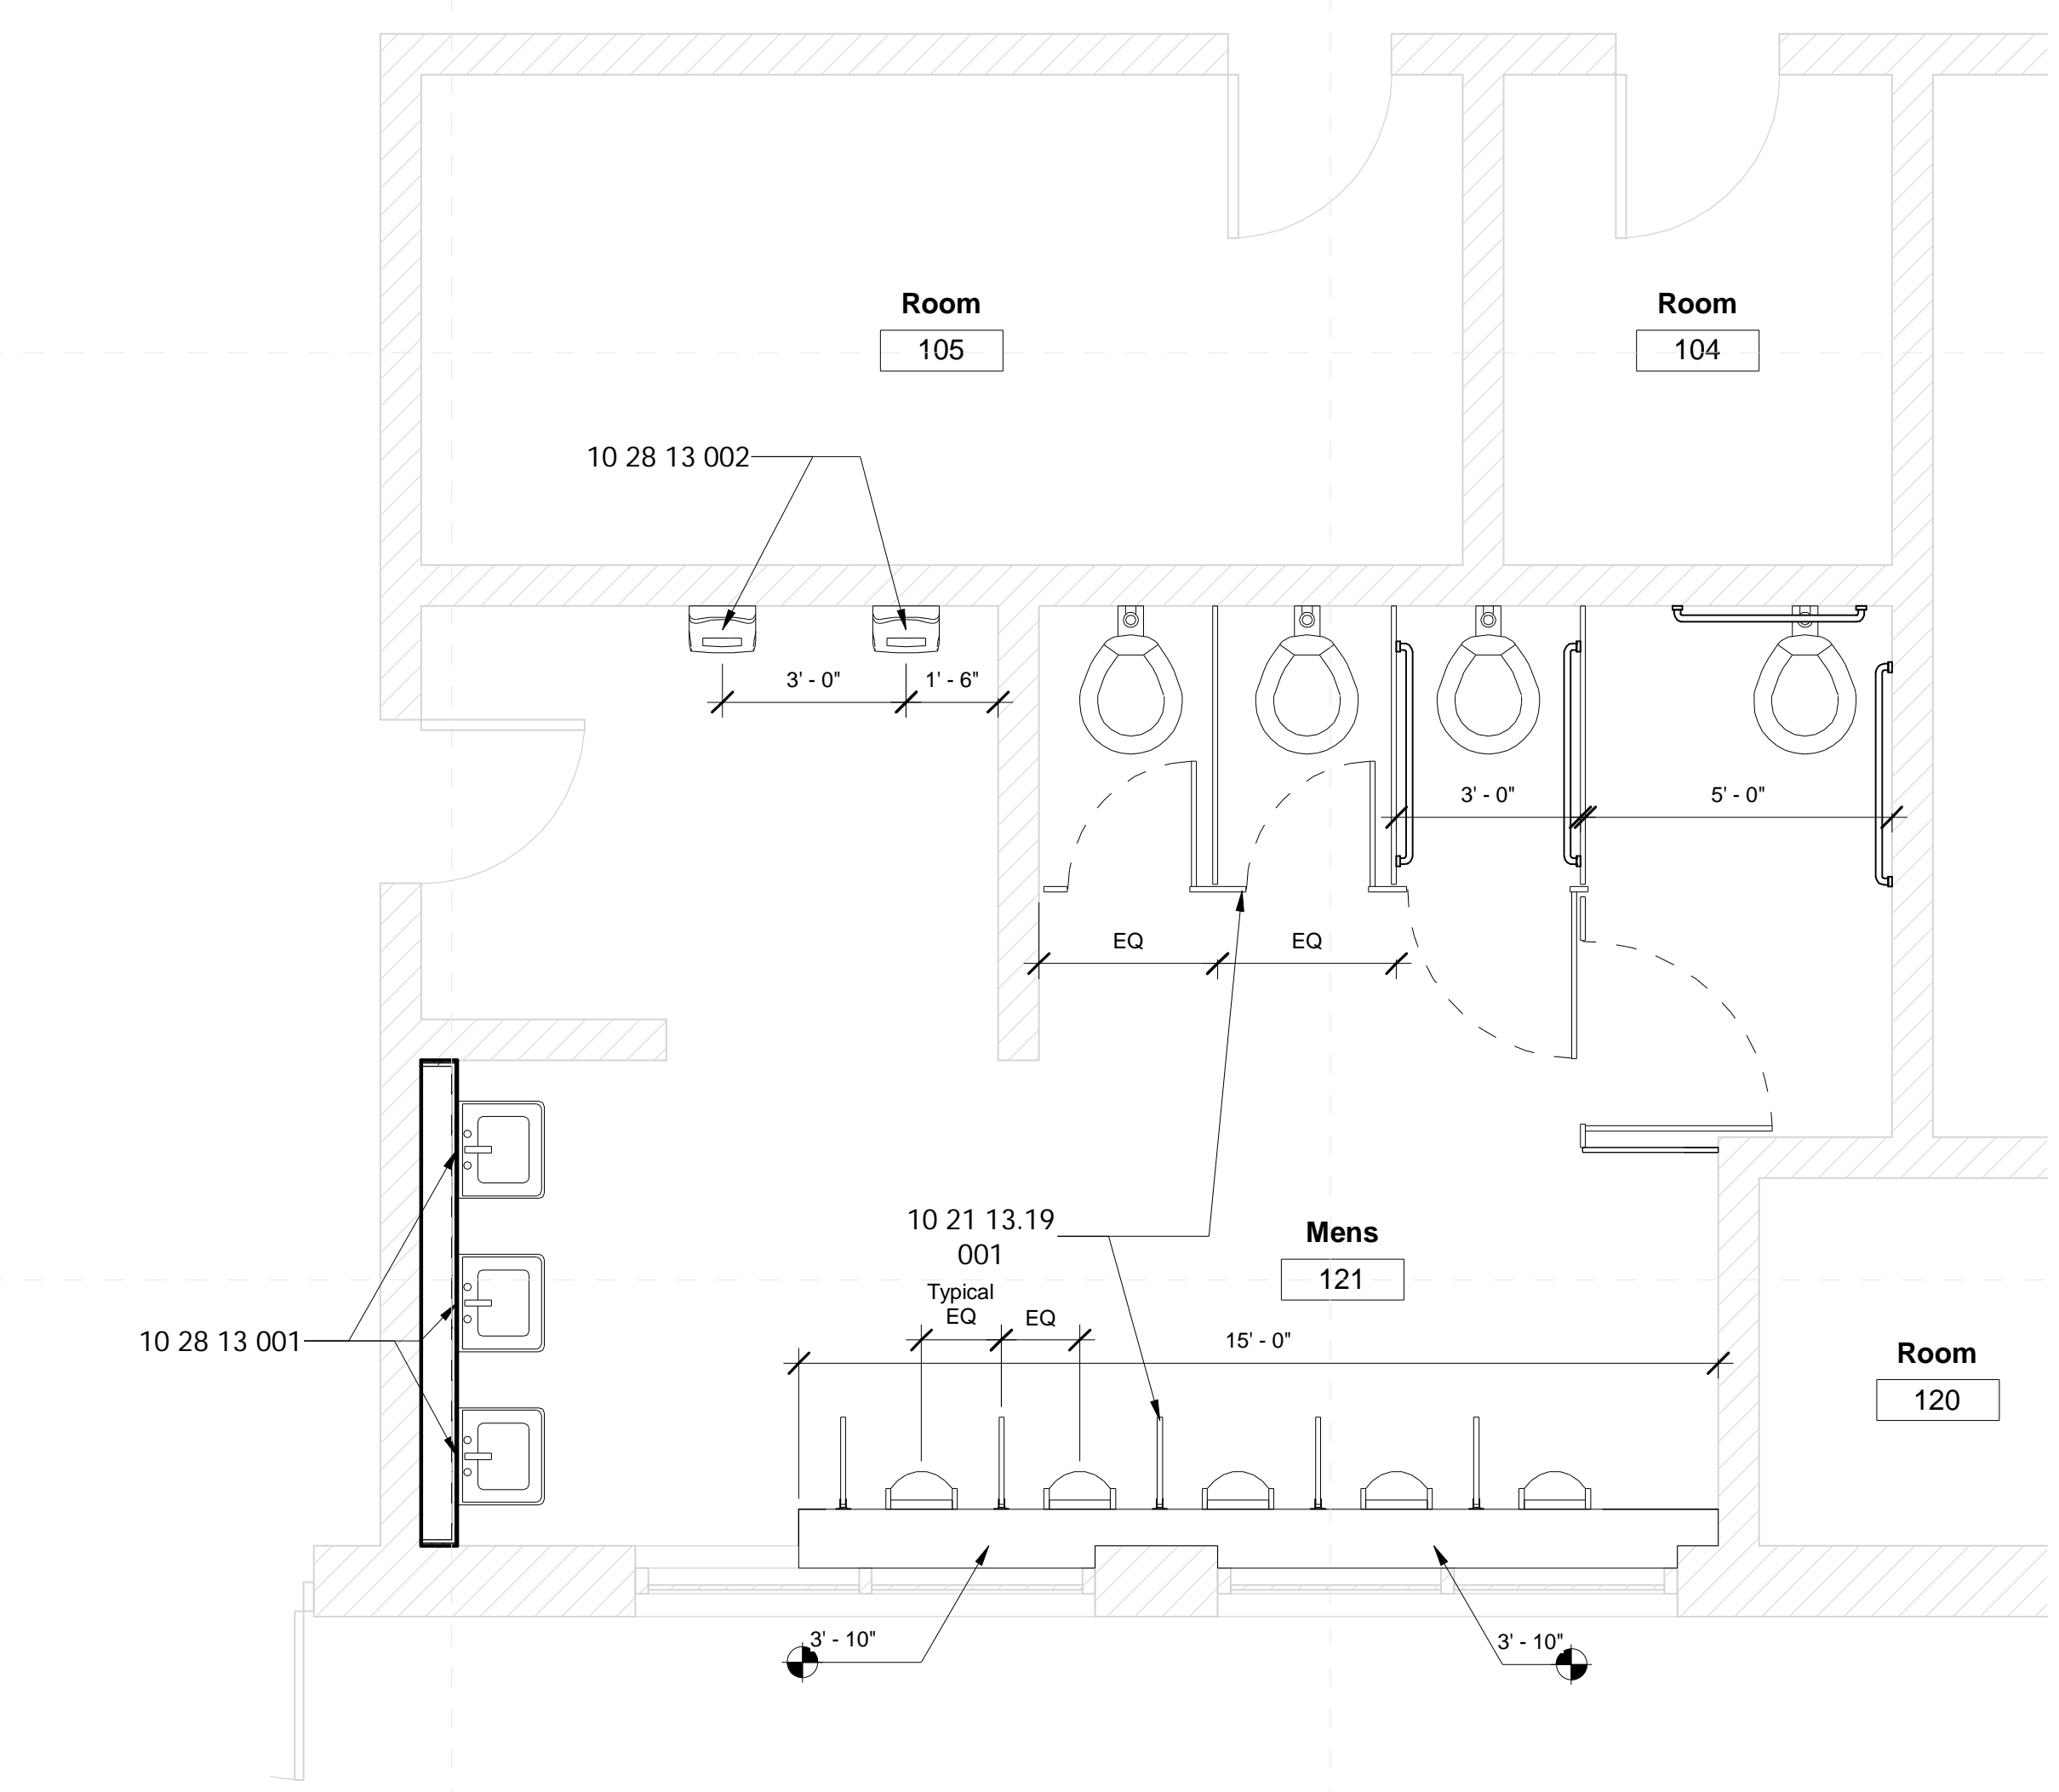 Room
105
Room
104
10 28 13 002
3' - 0"
1' - 6"
3' - 0"
5' - 0"
EQ
EQ
10 21 13.19
001
Typical
EQ
EQ
Mens
121
15' - 0"
10 28 13 001
Room
120
3' - 10"
3' - 10"